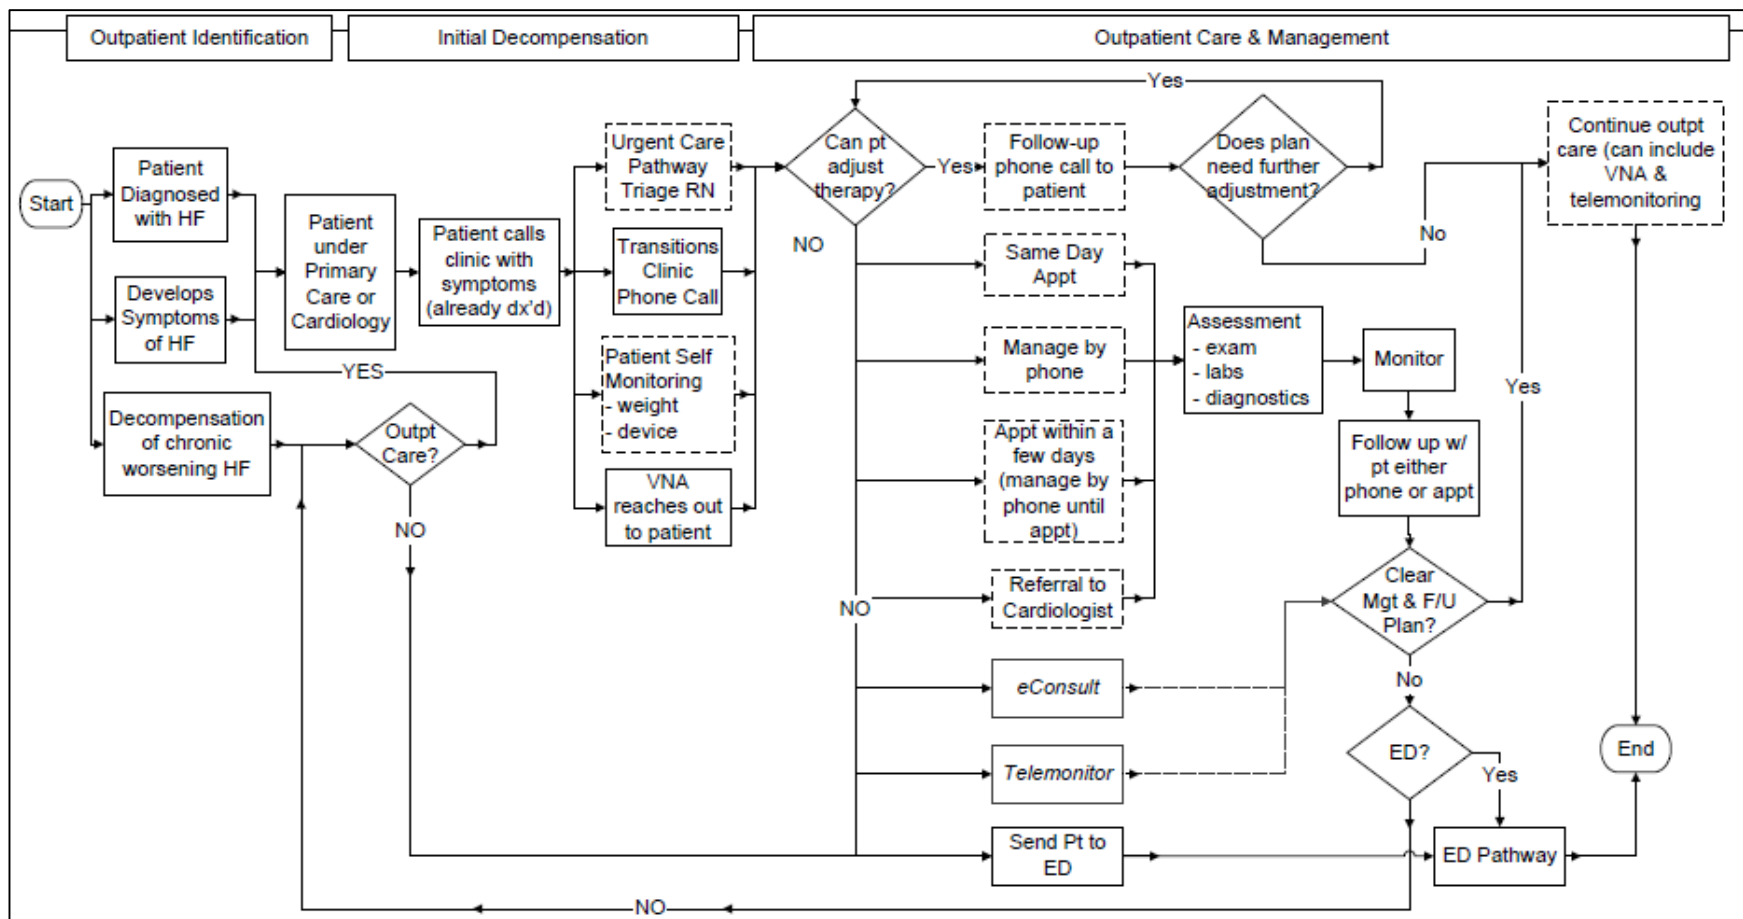 Outpatient Identification
Initial Decompensation
Outpatient Care & Management
Start
Patient
Diagnosed
with HF
Develops
Symptoms
of HF
Decompensation
of chronic
worsening HF
Patient
under
Primary
Care or
Cardiology
YES
Outpt
Care?
NO
Patient calls
clinic with
symptoms
(already dx'd)
Urgent Care
Pathway
Triage RN
Transitions
Clinic
Phone Call
Patient Self
Monitoring
- weight
- device
VNA
reaches out
to patient
Can pt
adjust
therapy?
Yes
NO
NO
Follow-up
phone call to
patient
Does plan
need further
adjustment?
Yes
No
Same Day
Appt
Manage by
phone
Appt within a
few days
(manage by
phone until
appt)
Referral to
Cardiologist
eConsult
Telemonitor
Send Pt to
ED
Assessment
- exam
- labs
- diagnostics
Monitor
Follow up w/
pt either
phone or appt
Clear
Mgt & F/U
Plan?
Yes
No
ED?
Yes
NO
ED Pathway
Continue outpt
care (can include
VNA &
telemonitoring
End